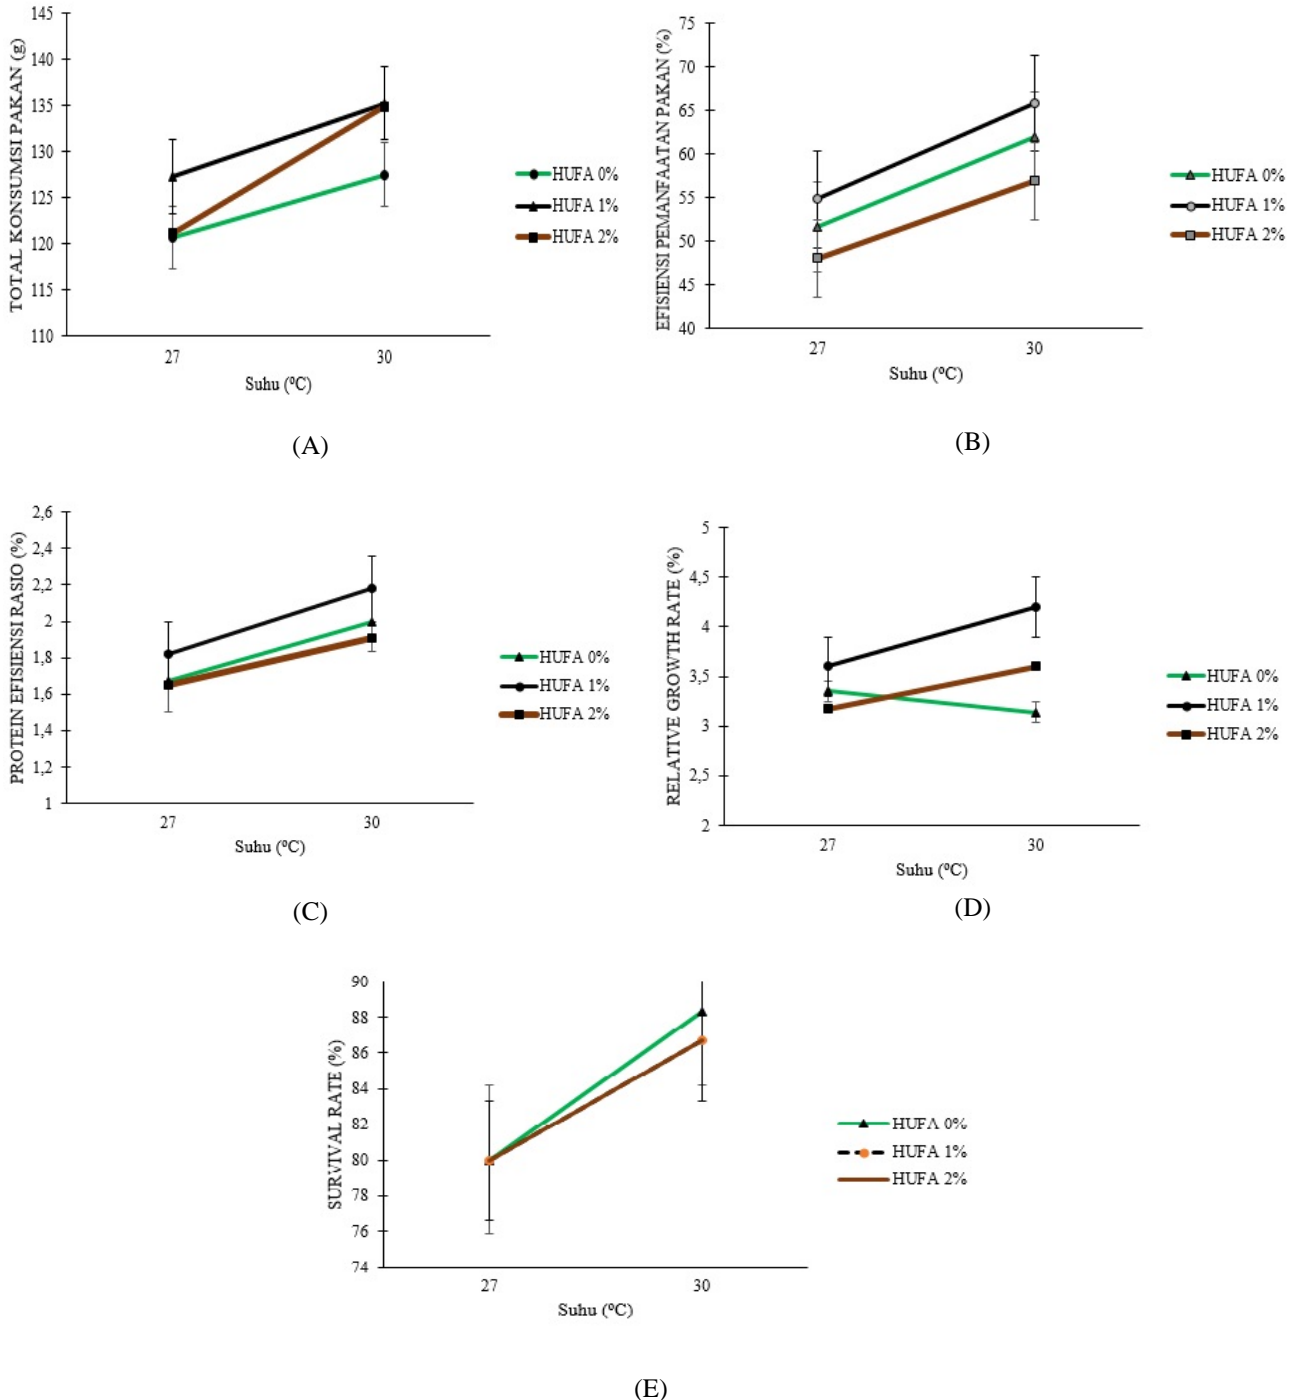 TOTAL KONSUMSI PAKAN (g)
145
140
135
130
125
120
115
110
27
30
Suhu (⁰C)
HUFA 0%
HUFA 1%
HUFA 2%
(A)
EFISIENSI PEMANFAATAN PAKAN (%)
75
70
65
60
55
50
45
40
27
30
Suhu (⁰C)
HUFA 0%
HUFA 1%
HUFA 2%
(B)
PROTEIN EFISIENSI RASIO (%)
2,6
2,4
2,2
2
1,8
1,6
1,4
1,2
1
27
30
Suhu (⁰C)
HUFA 0%
HUFA 1%
HUFA 2%
(C)
RELATIVE GROWTH RATE (%)
5
4,5
4
3,5
3
2,5
2
27
30
Suhu (⁰C)
HUFA 0%
HUFA 1%
HUFA 2%
(D)
SURVIVAL RATE (%)
90
88
86
84
82
80
78
76
74
27
30
Suhu (⁰C)
HUFA 0%
HUFA 1%
HUFA 2%
(E)